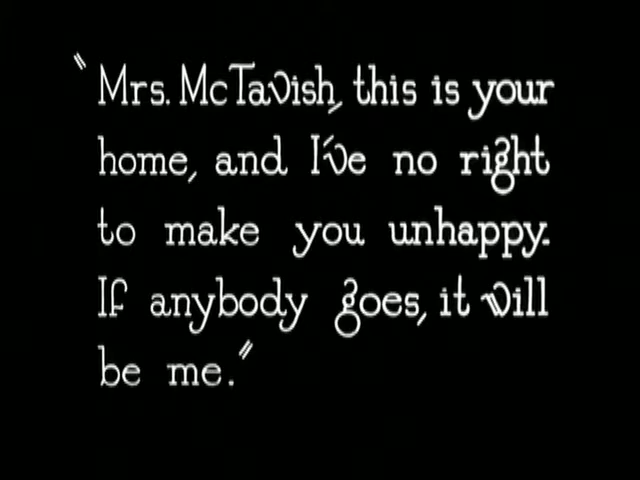 "Mrs. McTavish, this is your
home, and I've no right
to make you unhappy.
If anybody goes, it will
be me."